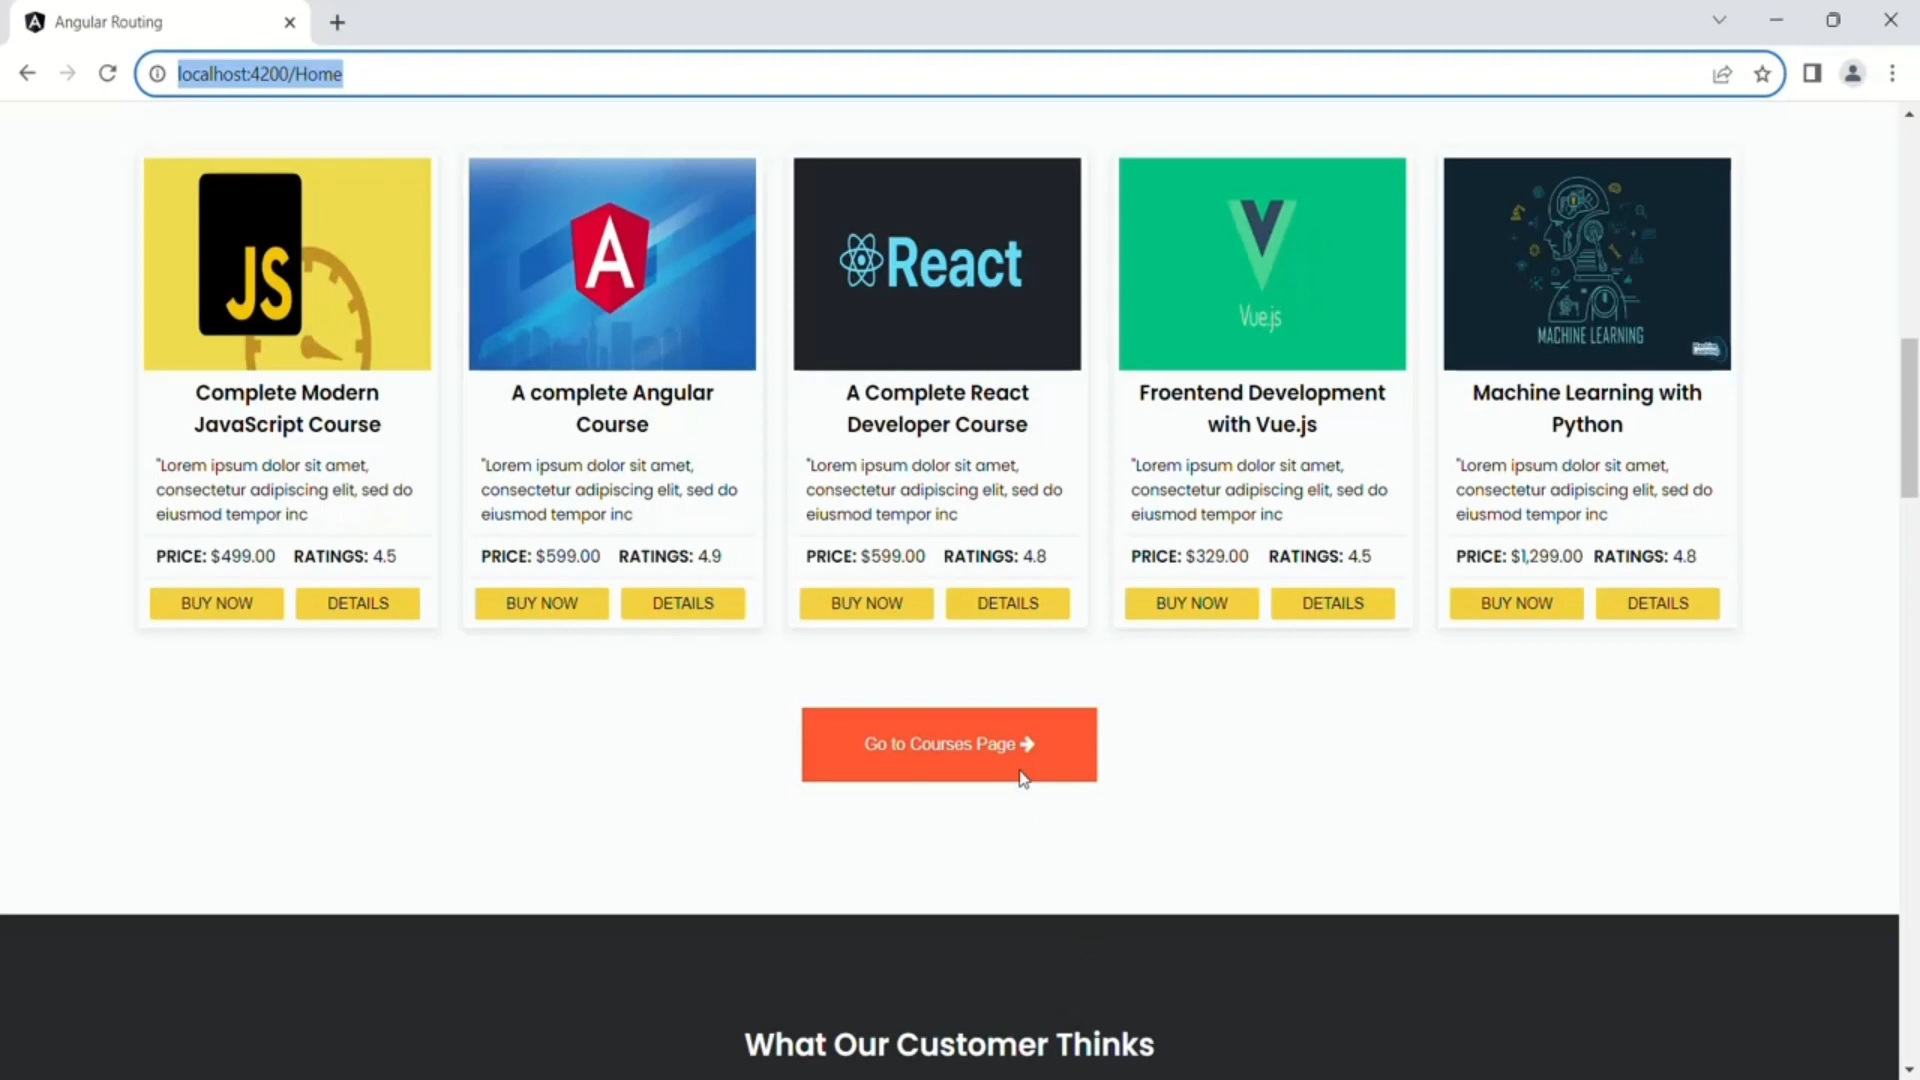 Angular Routing
localhost:4200/Home
JS
A
React
Vue.js
MACHINE LEARNING
Complete Modern
JavaScript Course
A complete Angular
Course
A Complete React
Developer Course
Froentend Development
with Vue.js
Machine Learning with
Python
"Lorem ipsum dolor sit amet,
consectetur adipiscing elit, sed do
eiusmod tempor inc
"Lorem ipsum dolor sit amet,
consectetur adipiscing elit, sed do
eiusmod tempor inc
"Lorem ipsum dolor sit amet,
consectetur adipiscing elit, sed do
eiusmod tempor inc
"Lorem ipsum dolor sit amet,
consectetur adipiscing elit, sed do
eiusmod tempor inc
"Lorem ipsum dolor sit amet,
consectetur adipiscing elit, sed do
eiusmod tempor inc
PRICE: $499.00 RATINGS: 4.5
PRICE: $599.00 RATINGS: 4.9
PRICE: $599.00 RATINGS: 4.8
PRICE: $329.00 RATINGS: 4.5
PRICE: $1,299.00 RATINGS: 4.8
BUY NOW DETAILS
BUY NOW DETAILS
BUY NOW DETAILS
BUY NOW DETAILS
BUY NOW DETAILS
Go to Courses Page
What Our Customer Thinks